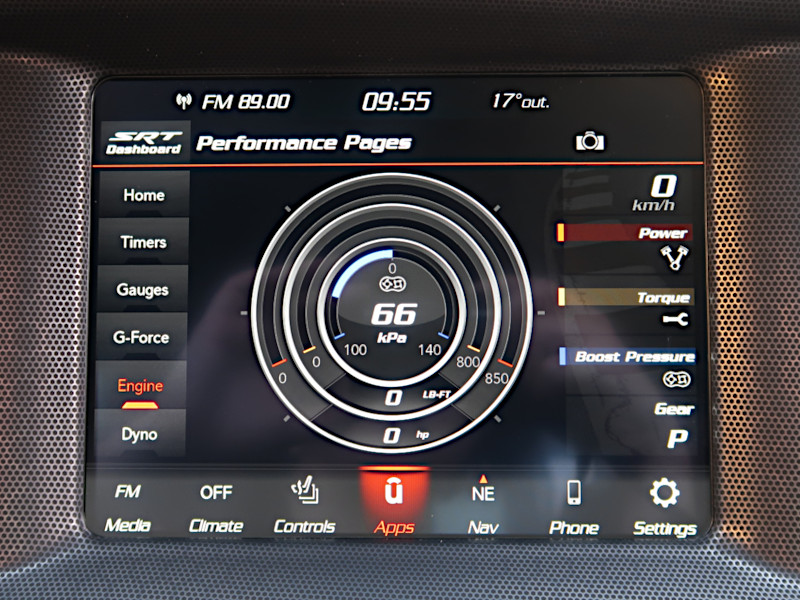 FM 89.00 09:55 17°out.
SRT
Dashboard
Performance Pages
Home
Timers
Gauges
G-Force
Engine
Dyno
0
66
kPa
100 140
0 800
0 850
0 LB-FT
0 hp
0
km/h
Power
Torque
Boost Pressure
Gear
P
FM OFF û NE
Media Climate Controls Apps Nav Phone Settings